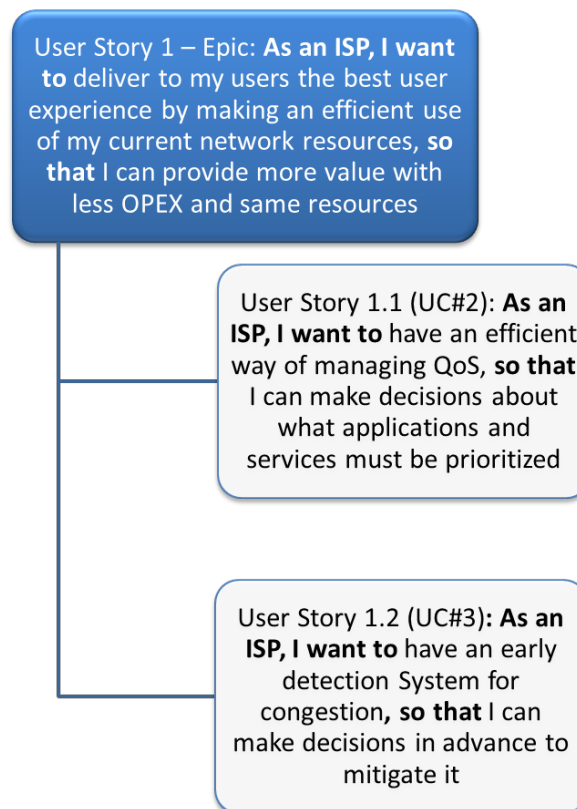 User Story 1 – Epic: As an ISP, I want
to deliver to my users the best user
experience by making an efficient use
of my current network resources, so
that I can provide more value with
less OPEX and same resources
User Story 1.1 (UC#2): As an
ISP, I want to have an efficient
way of managing QoS, so that
I can make decisions about
what applications and
services must be prioritized
User Story 1.2 (UC#3): As an
ISP, I want to have an early
detection System for
congestion, so that I can
make decisions in advance to
mitigate it